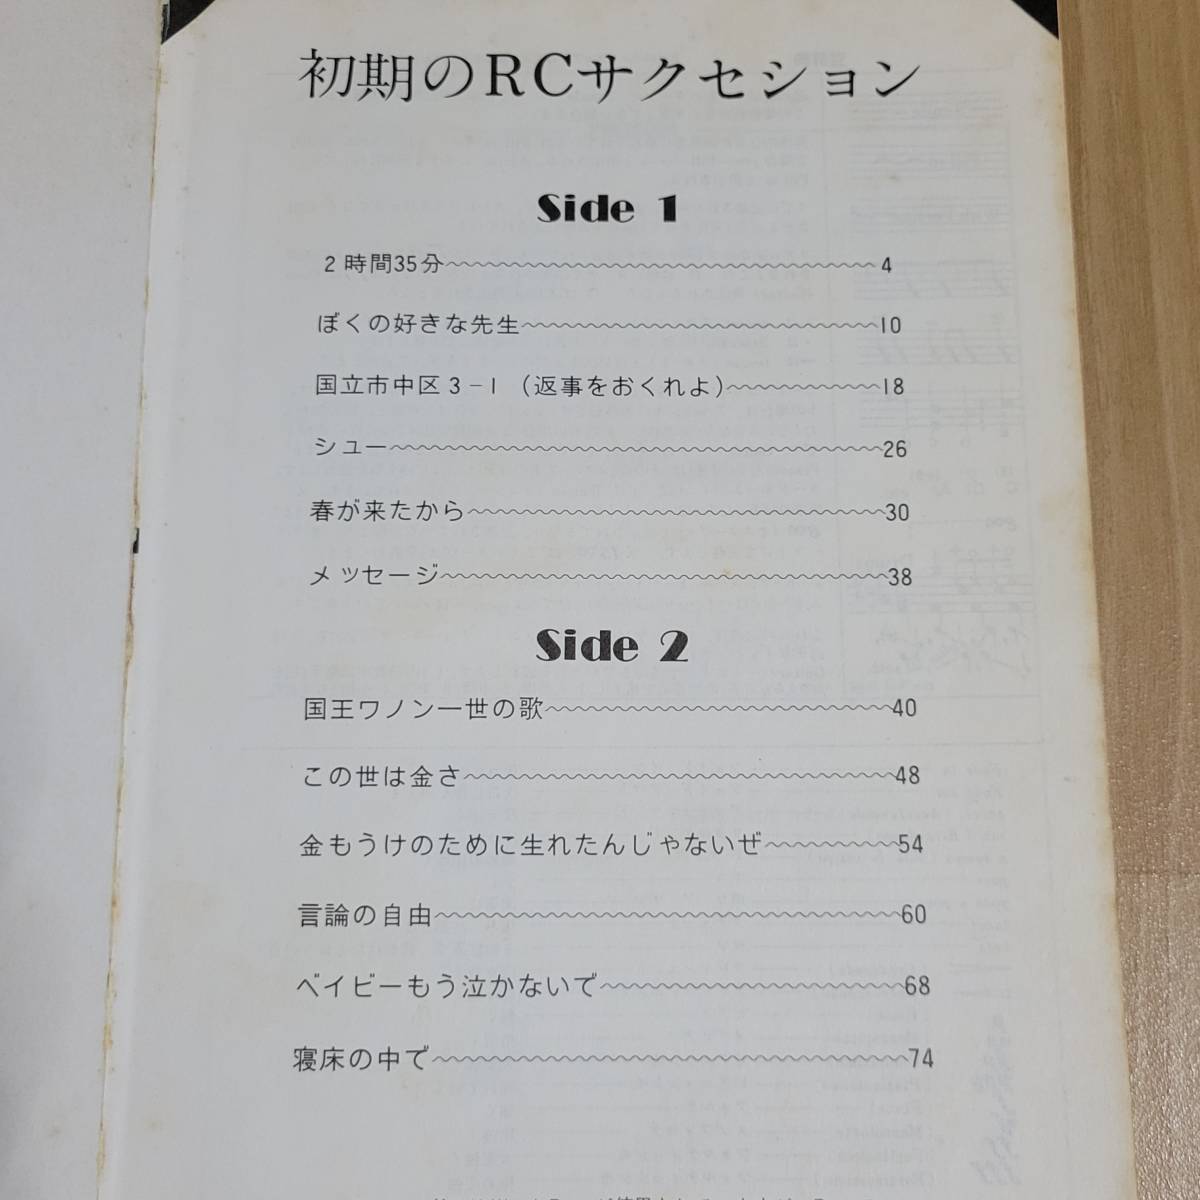 初期のRCサクセション
Side 1
2時間35分 4
ぼくの好きな先生 10
国立市中区3-1（返事をおくれよ） 18
シュー 26
春が来たから 30
メッセージ 38
Side 2
国王ワノン一世の歌 40
この世は金さ 48
金もうけのために生れたんじゃないぜ 54
言論の自由 60
ベイビーもう泣かないで 68
寝床の中で 74